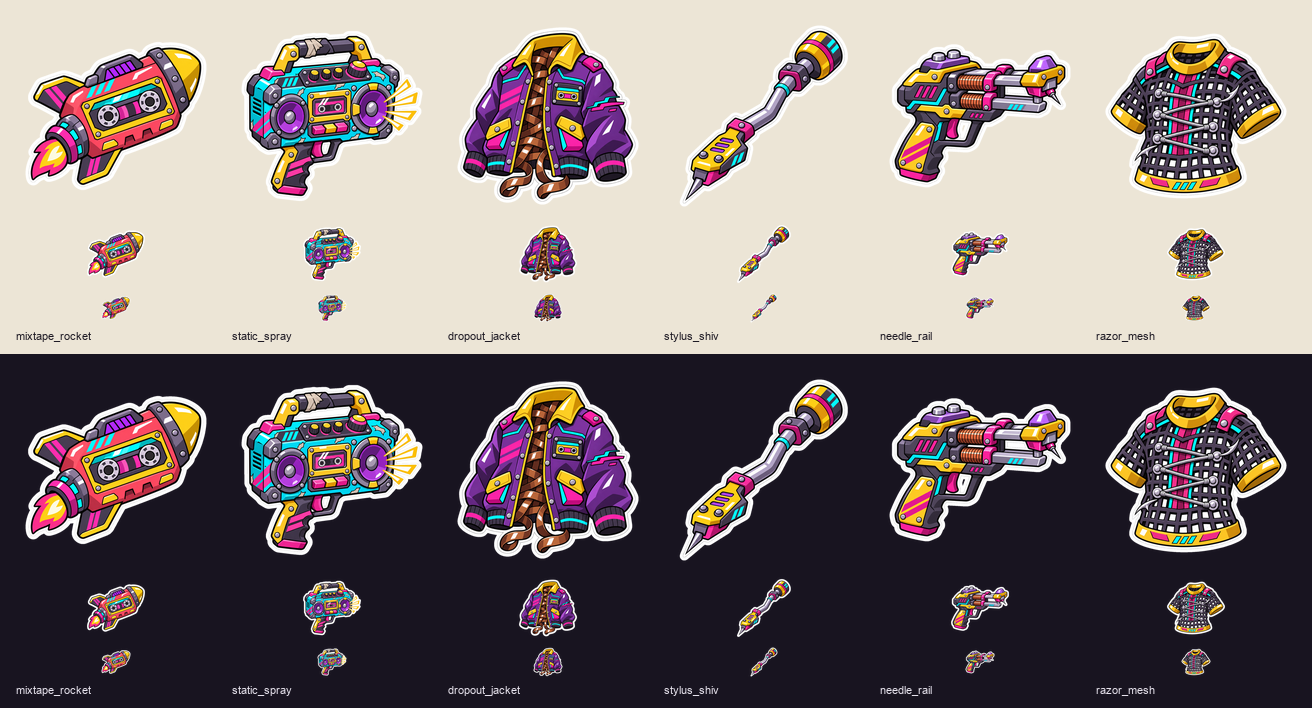 mixtape_rocket
static_spray
dropout_jacket
stylus_shiv
needle_rail
razor_mesh
mixtape_rocket
static_spray
dropout_jacket
stylus_shiv
needle_rail
razor_mesh